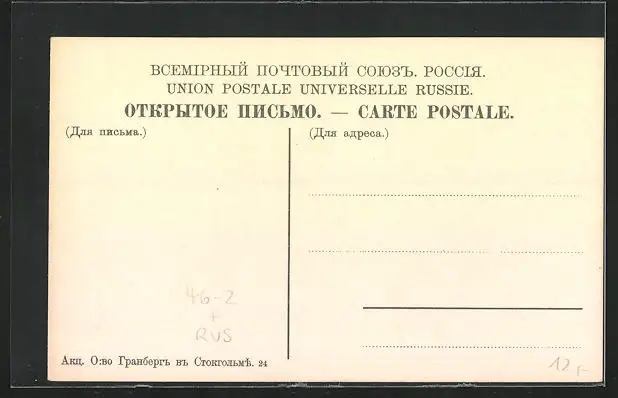 ВСЕМІРНЫЙ ПОЧТОВЫЙ СОЮЗЪ. РОССІЯ.
UNION POSTALE UNIVERSELLE RUSSIE.
ОТКРЫТОЕ ПИСЬМО. — CARTE POSTALE.
(Для письма.)
(Для адреса.)
46-2
+
RUS
Акц. О:во Гранбергъ въ Стокгольмѣ. 24
12,-